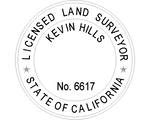 LICENSED LAND SURVEYOR
KEVIN HILLS
No. 6617
STATE OF CALIFORNIA